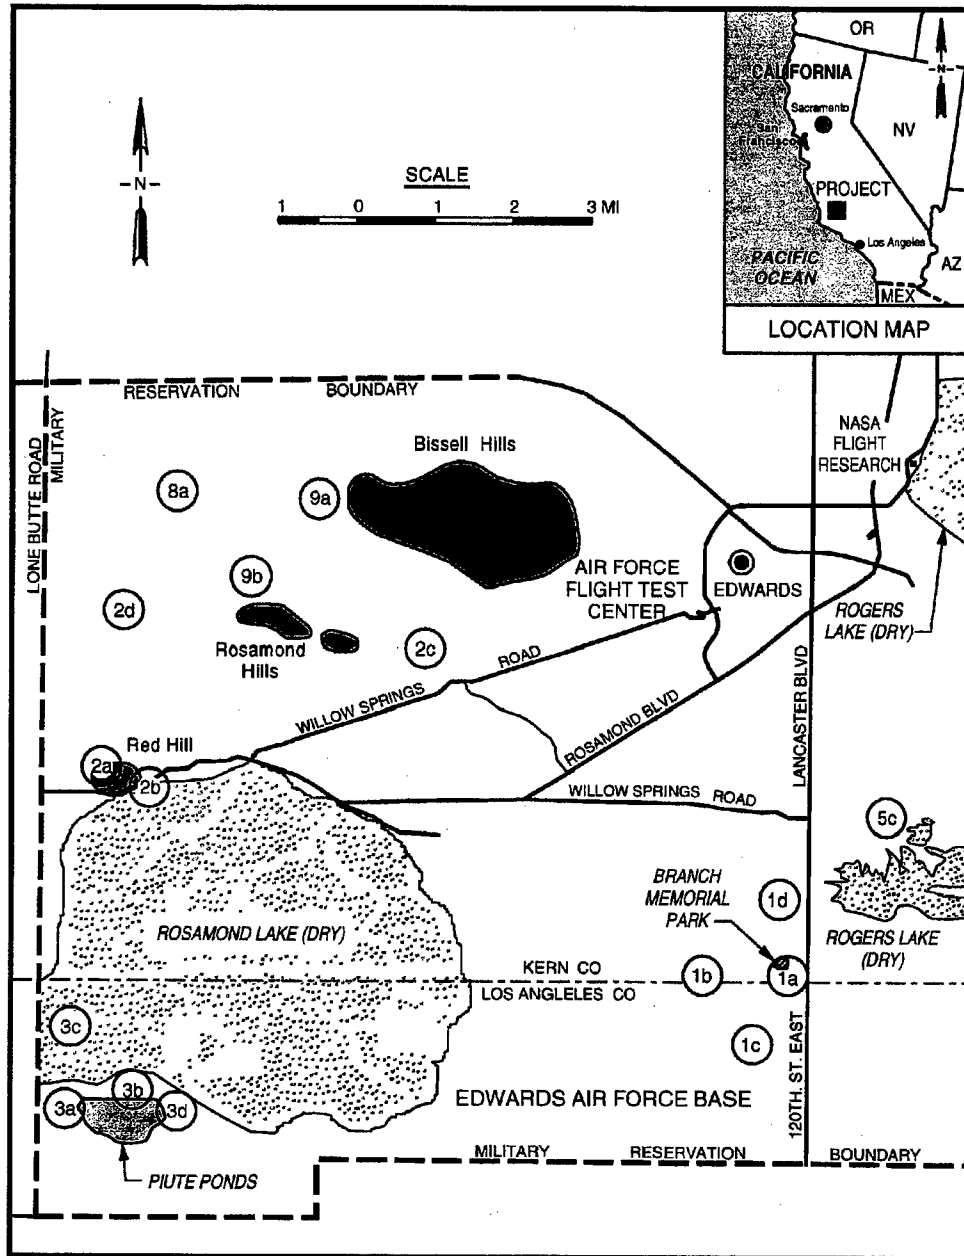 OR
-N-
CALIFORNIA
Sacramento
San
Francisco
NV
PROJECT
Los Angeles
PACIFIC
OCEAN
AZ
MEX
LOCATION MAP
-N-
SCALE
1 0 1 2 3 MI
RESERVATION BOUNDARY
LONE BUTTE ROAD
MILITARY
Bissell Hills
NASA
FLIGHT
RESEARCH
8a
9a
9b
2d
Rosamond
Hills
2c
AIR FORCE
FLIGHT TEST
CENTER
EDWARDS
ROGERS
LAKE (DRY)
WILLOW SPRINGS ROAD
ROSAMOND BLVD
LANCASTER BLVD
Red Hill
2a
2b
WILLOW SPRINGS ROAD
5c
BRANCH
MEMORIAL
PARK
1d
ROSAMOND LAKE (DRY)
ROGERS LAKE
(DRY)
KERN CO
1b
1a
LOS ANGLELES CO
3c
1c
120TH. ST. EAST
3b
3a
3d
EDWARDS AIR FORCE BASE
MILITARY RESERVATION BOUNDARY
PIUTE PONDS